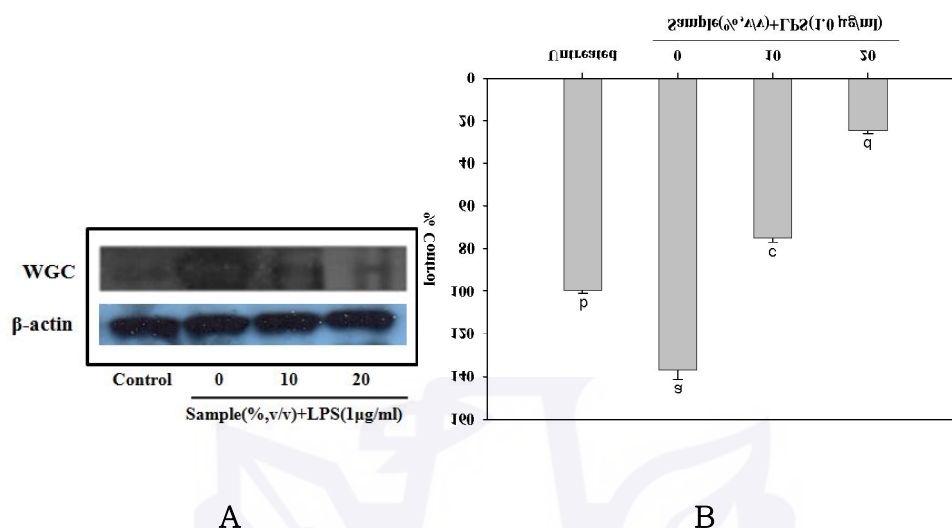 WGC
β-actin
Control 0 10 20
Sample(%,v/v)+LPS(1μg/ml)
A
Sample(%,v/v)+LPS(1.0 μg/ml)
Untreated 0 10 20
% Control
0
20
40
60
80
100
120
140
160
b
a
c
d
B